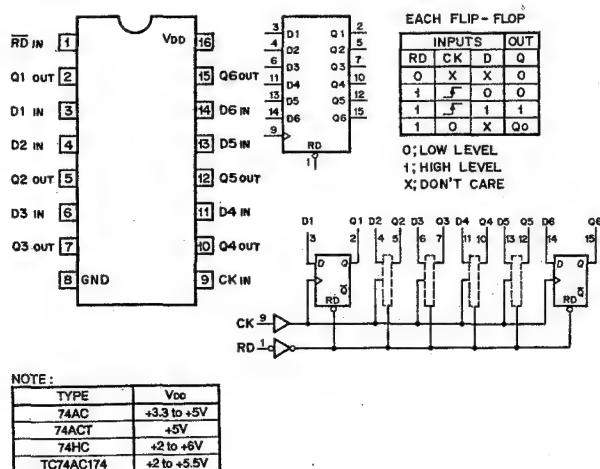 R̅D̅ IN 1 VDD 16
Q1 OUT 2 15 Q6 OUT
D1 IN 3 14 D6 IN
D2 IN 4 13 D5 IN
Q2 OUT 5 12 Q5 OUT
D3 IN 6 11 D4 IN
Q3 OUT 7 10 Q4 OUT
8 GND 9 CK IN
3 D1 Q1 2
4 D2 Q2 5
6 D3 Q3 7
11 D4 Q4 10
13 D5 Q5 12
14 D6 Q6 15
9
RD
1
EACH FLIP-FLOP
INPUTS OUT
RD CK D Q
0 X X 0
1 0 0
1 1 1
1 0 X Q0
0; LOW LEVEL
1; HIGH LEVEL
X; DON'T CARE
D1 Q1 D2 Q2 D3 Q3 D4 Q4 D5 Q5 D6 Q6
3 2 4 5 6 7 11 10 13 12 14 15
D Q D Q
Q̅ Q̅
RD RD
CK 9
RD 1
NOTE:
TYPE VDD
74AC +3.3 to +5V
74ACT +5V
74HC +2 to +6V
TC74AC174 +2 to +5.5V